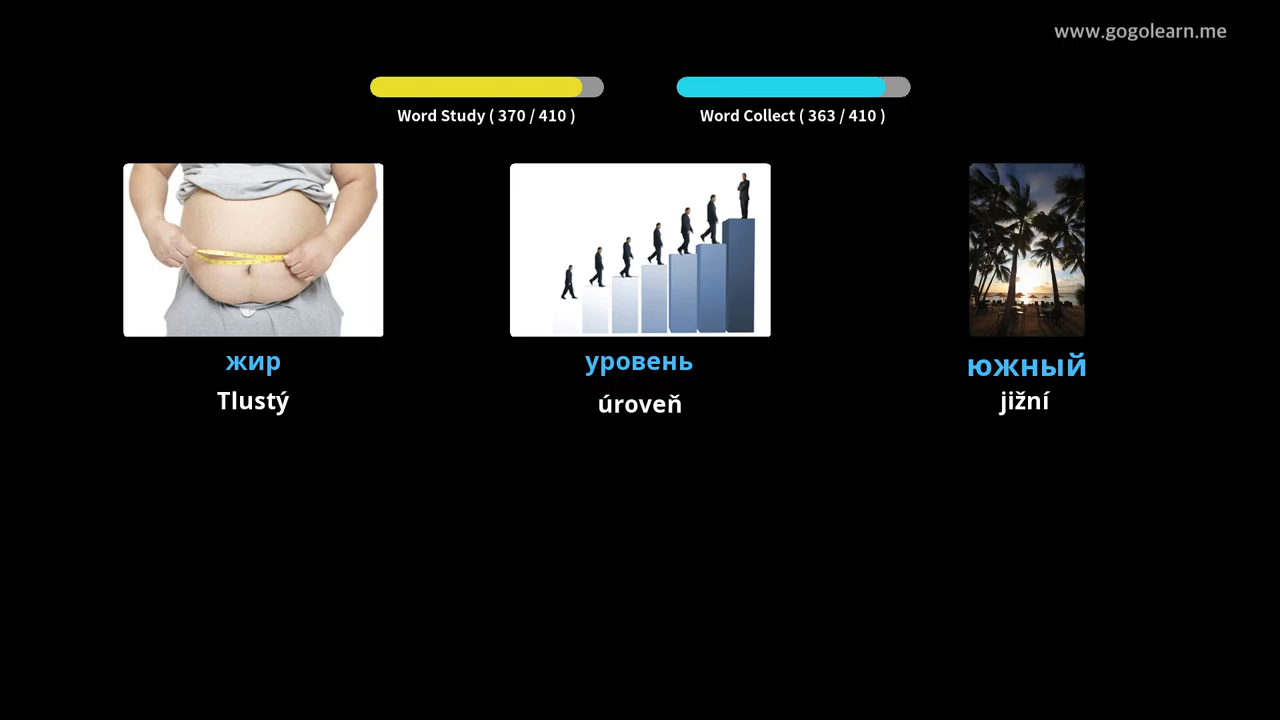 www.gogolearn.me
Word Study ( 370 / 410 )
Word Collect ( 363 / 410 )
жир
уровень
южный
Tlustý
úroveň
jižní